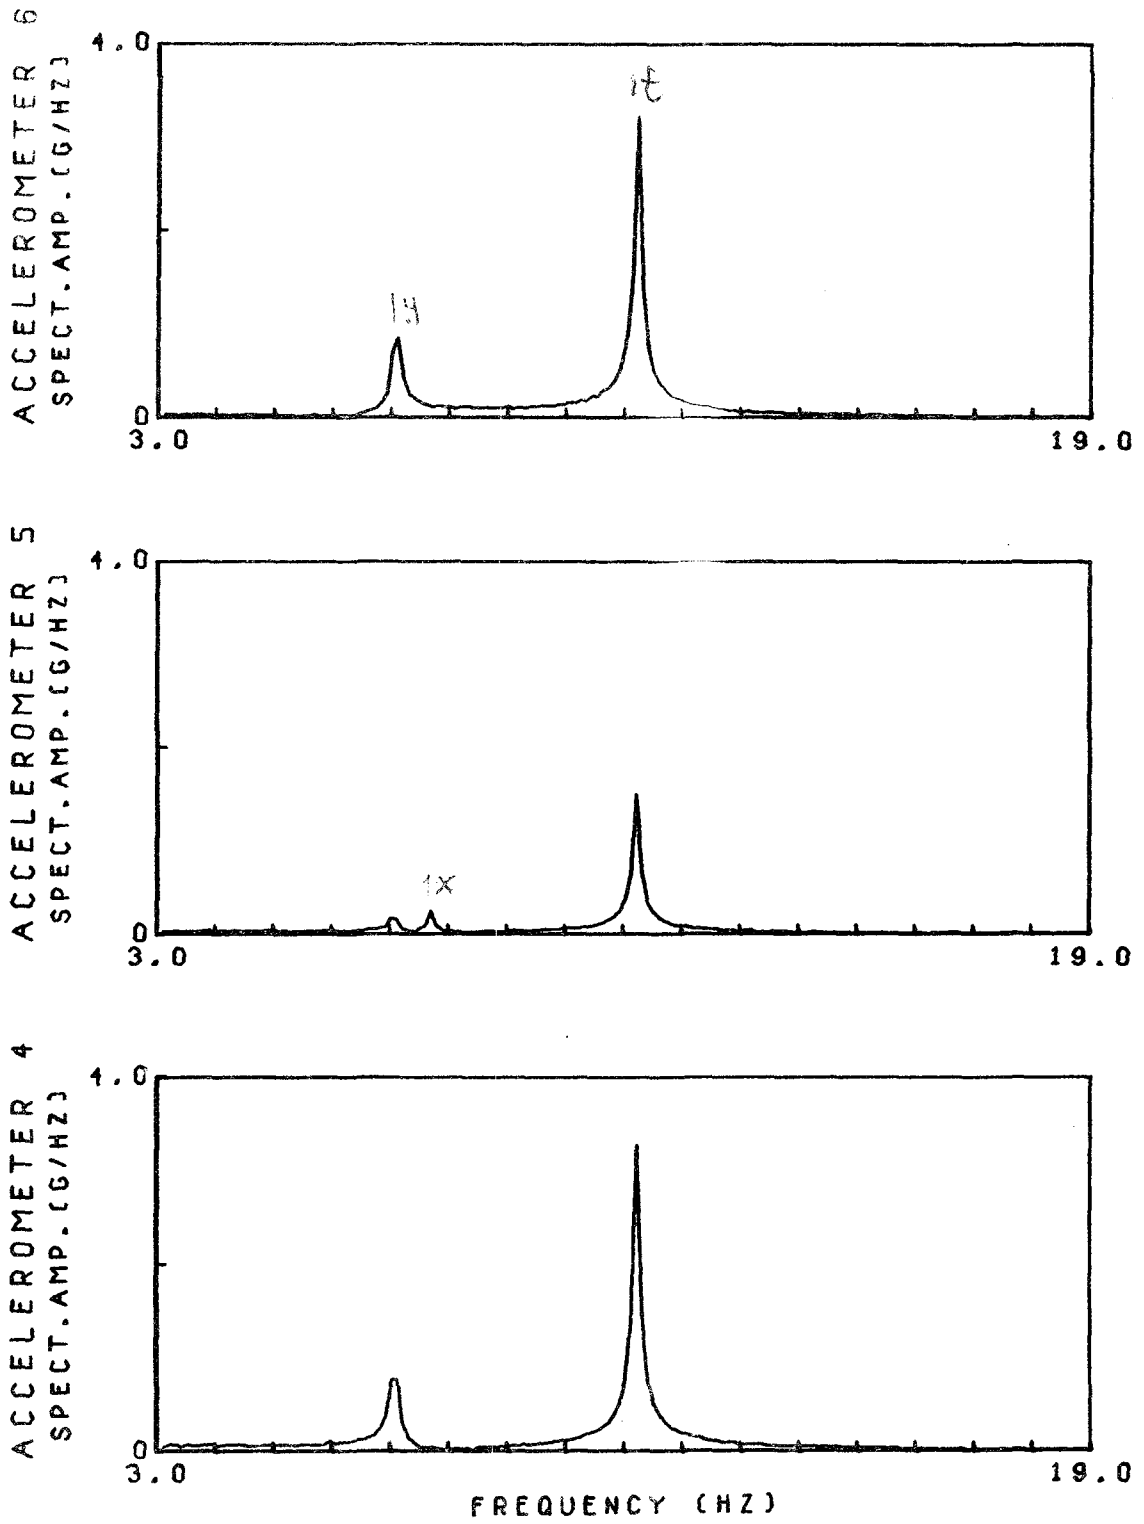 ACCELEROMETER 6
SPECT.AMP.(G/HZ)
4.0
1t
1y
0
3.0
19.0
ACCELEROMETER 5
SPECT.AMP.(G/HZ)
4.0
1x
0
3.0
19.0
ACCELEROMETER 4
SPECT.AMP.(G/HZ)
4.0
0
3.0
19.0
FREQUENCY (HZ)